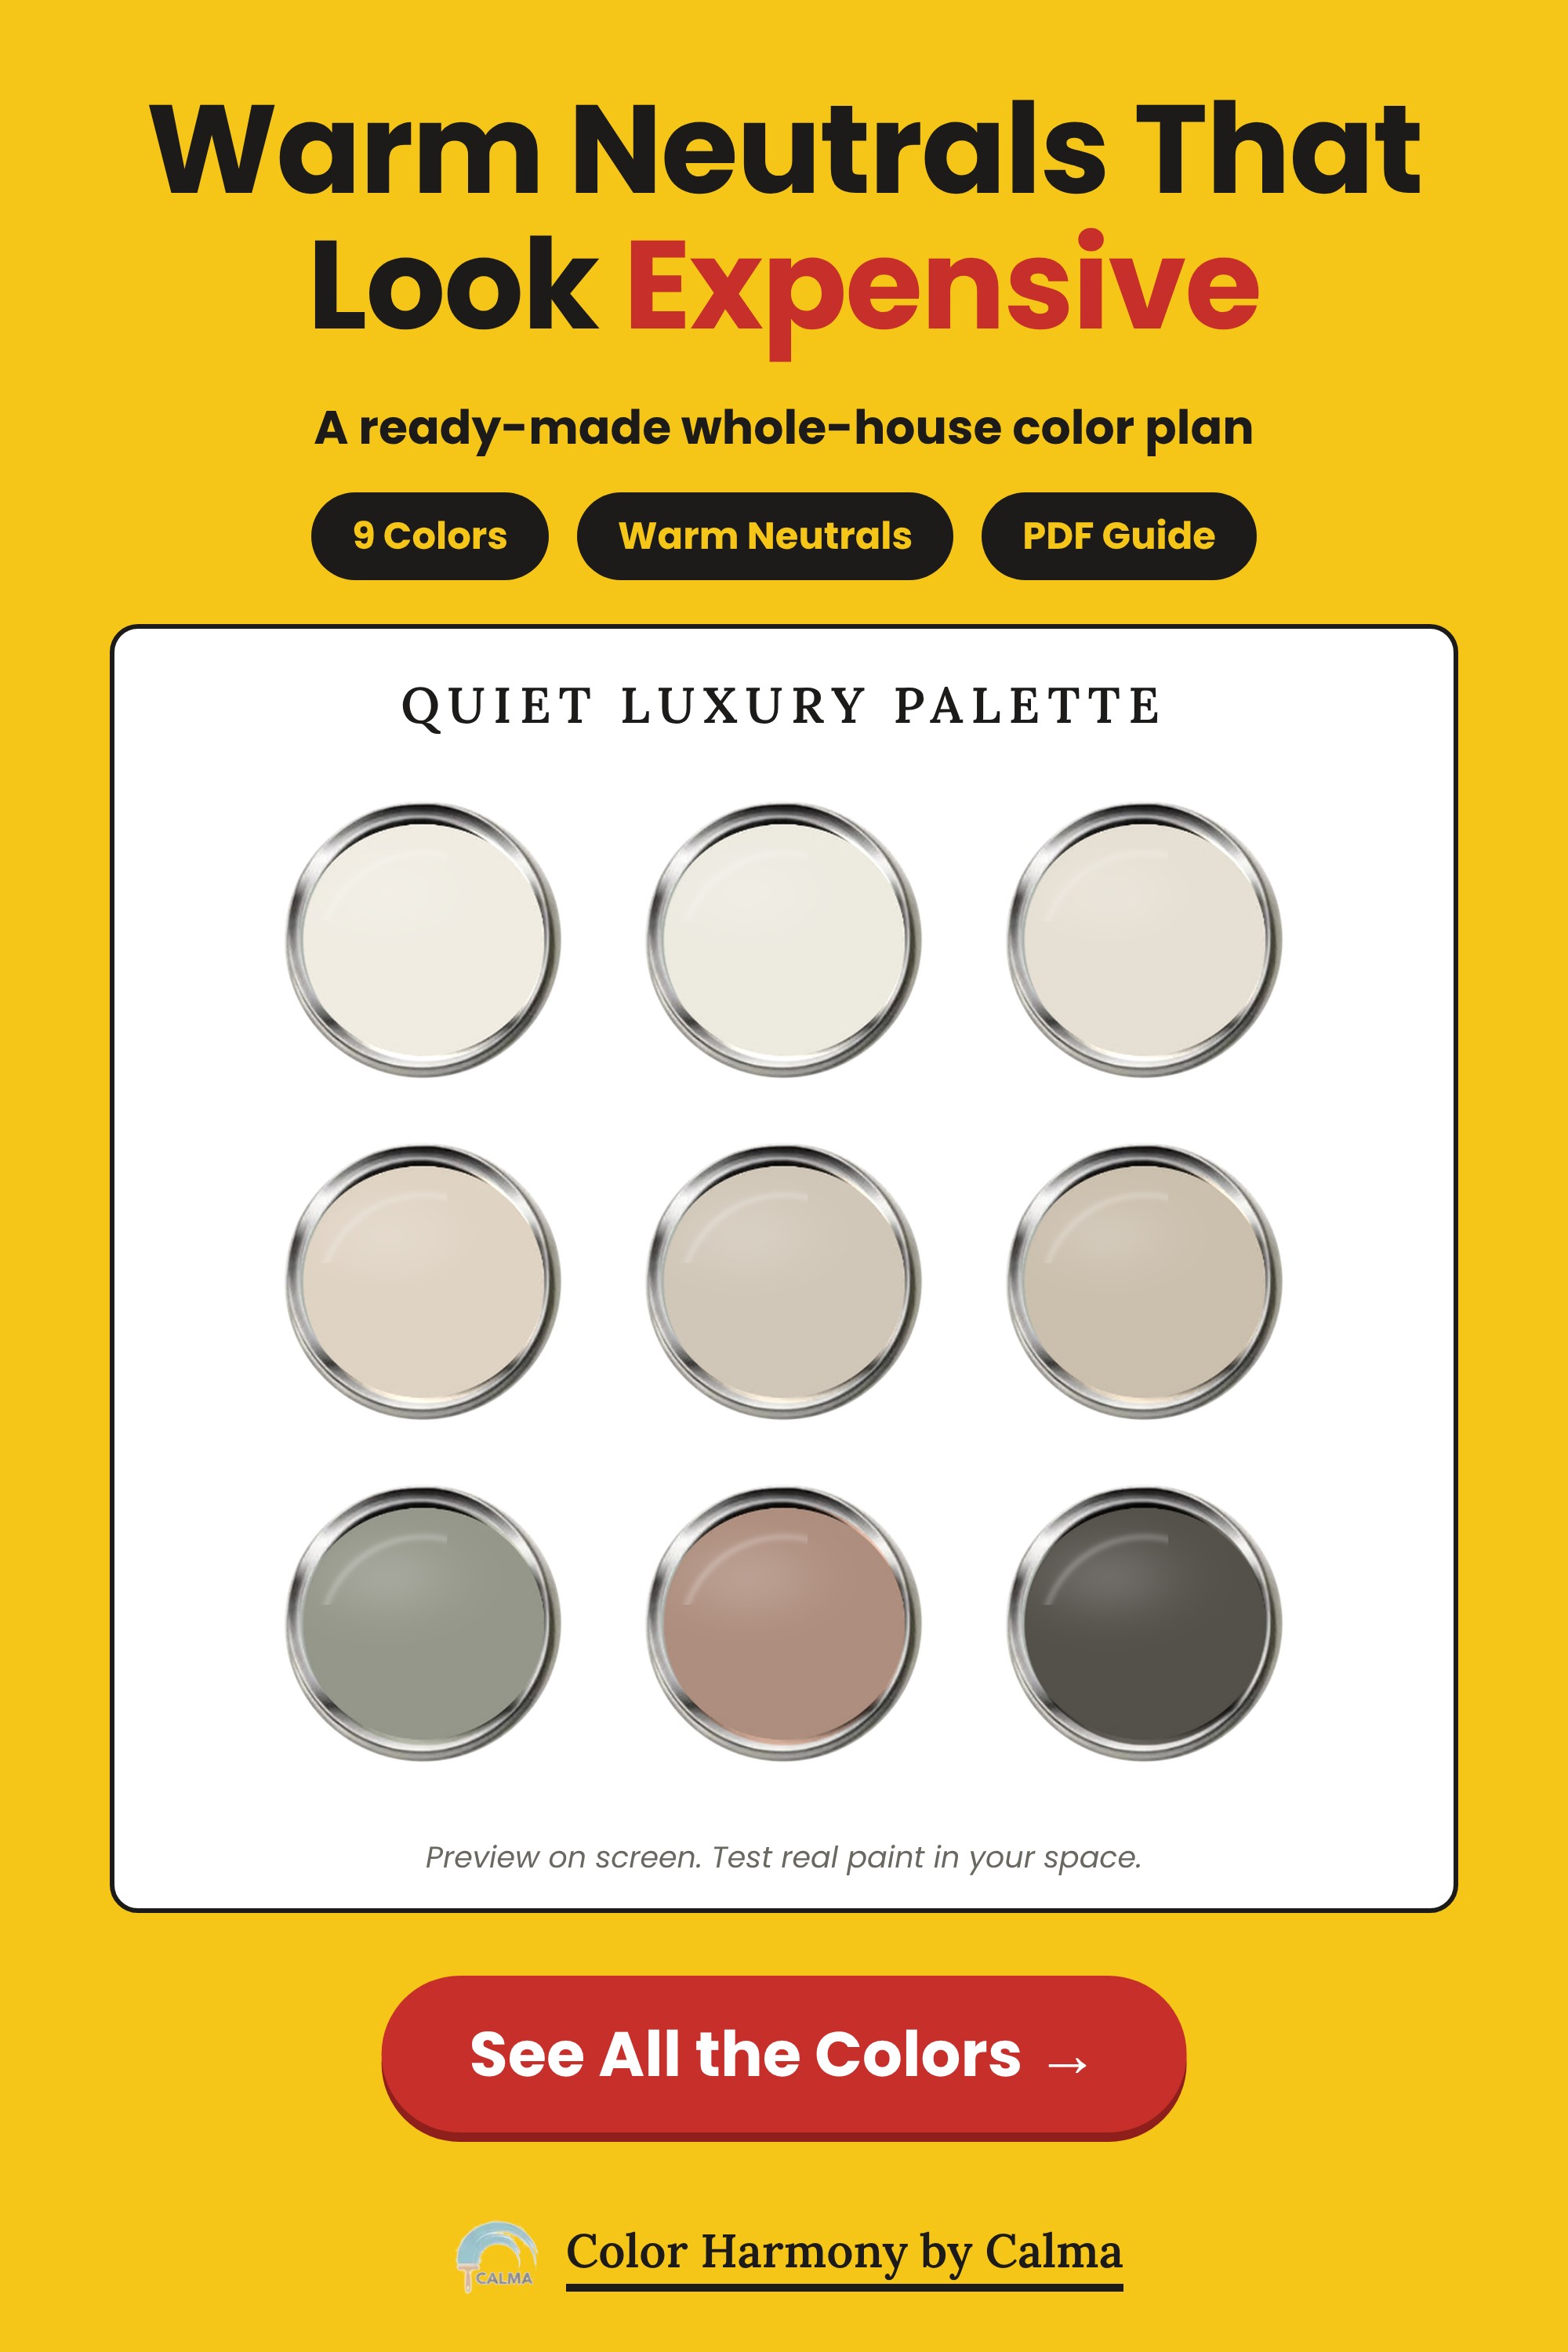 Warm Neutrals That
Look Expensive
A ready-made whole-house color plan
9 Colors
Warm Neutrals
PDF Guide
QUIET LUXURY PALETTE
Preview on screen. Test real paint in your space.
See All the Colors →
CALMA
Color Harmony by Calma